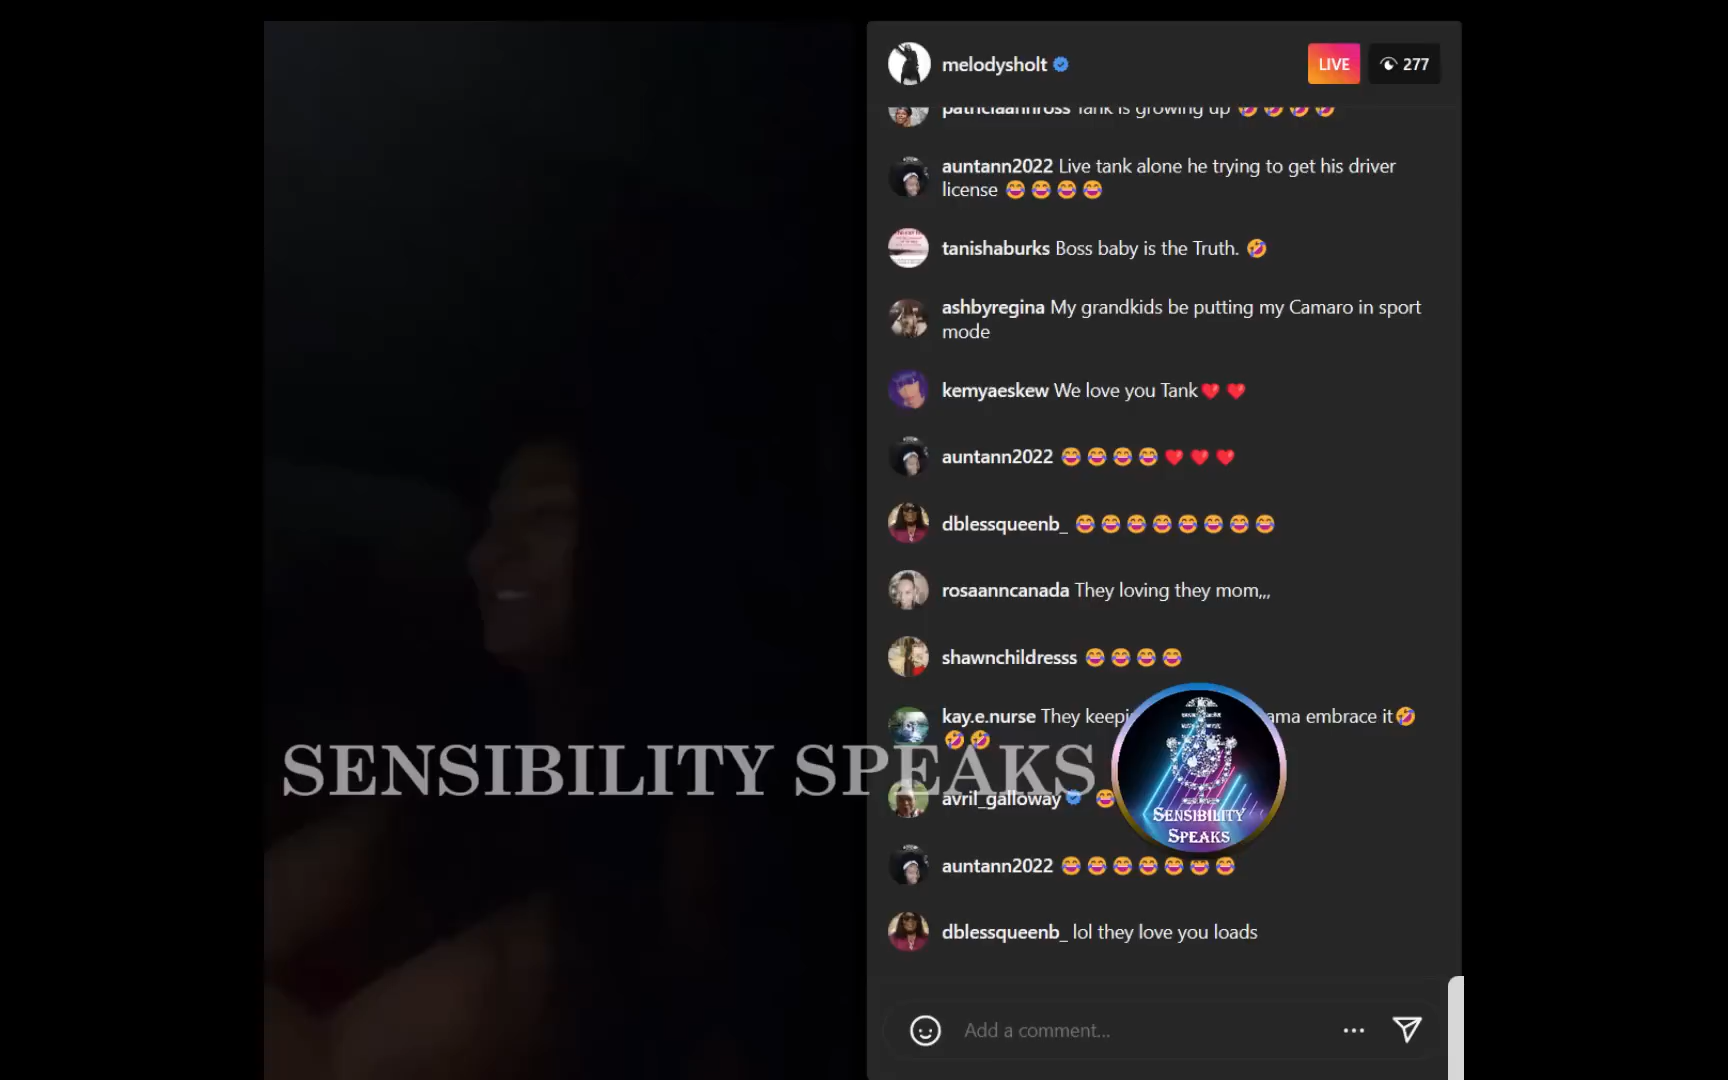 melodysholt
LIVE
277
patriciaannross Tank is growing up 🤣🤣🤣🤣
auntann2022 Live tank alone he trying to get his driver
license 😂😂😂😂
tanishaburks Boss baby is the Truth. 🤣
ashbyregina My grandkids be putting my Camaro in sport
mode
kemyaeskew We love you Tank❤️❤️
auntann2022 😂😂😂😂❤️❤️❤️
dblessqueenb_ 😂😂😂😂😂😂😂😂
rosaanncanada They loving they mom,,,
shawnchildresss 😂😂😂😂
kay.e.nurse They ama embrace it🤣
🤣🤣
SENSIBILITY SPEAKS
avril_galloway 😂
SENSIBILITY
SPEAKS
auntann2022 😂😂😂😂😂😂😂
dblessqueenb_ lol they love you loads
Add a comment...